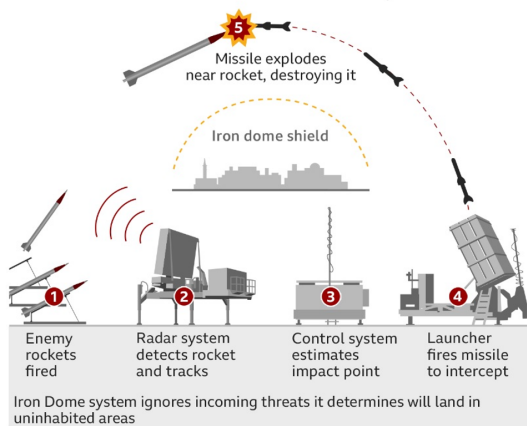 5
Missile explodes
near rocket, destroying it
Iron dome shield
1
2
3
4
Enemy
rockets
fired
Radar system
detects rocket
and tracks
Control system
estimates
impact point
Launcher
fires missile
to intercept
Iron Dome system ignores incoming threats it determines will land in
uninhabited areas